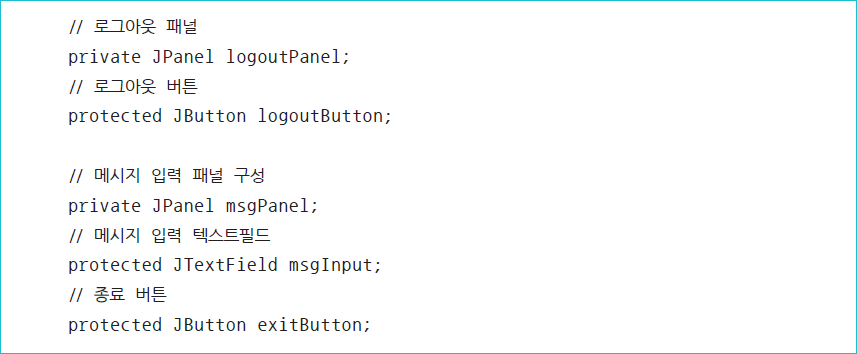 // 로그아웃 패널
private JPanel logoutPanel;
// 로그아웃 버튼
protected JButton logoutButton;
// 메시지 입력 패널 구성
private JPanel msgPanel;
// 메시지 입력 텍스트필드
protected JTextField msgInput;
// 종료 버튼
protected JButton exitButton;